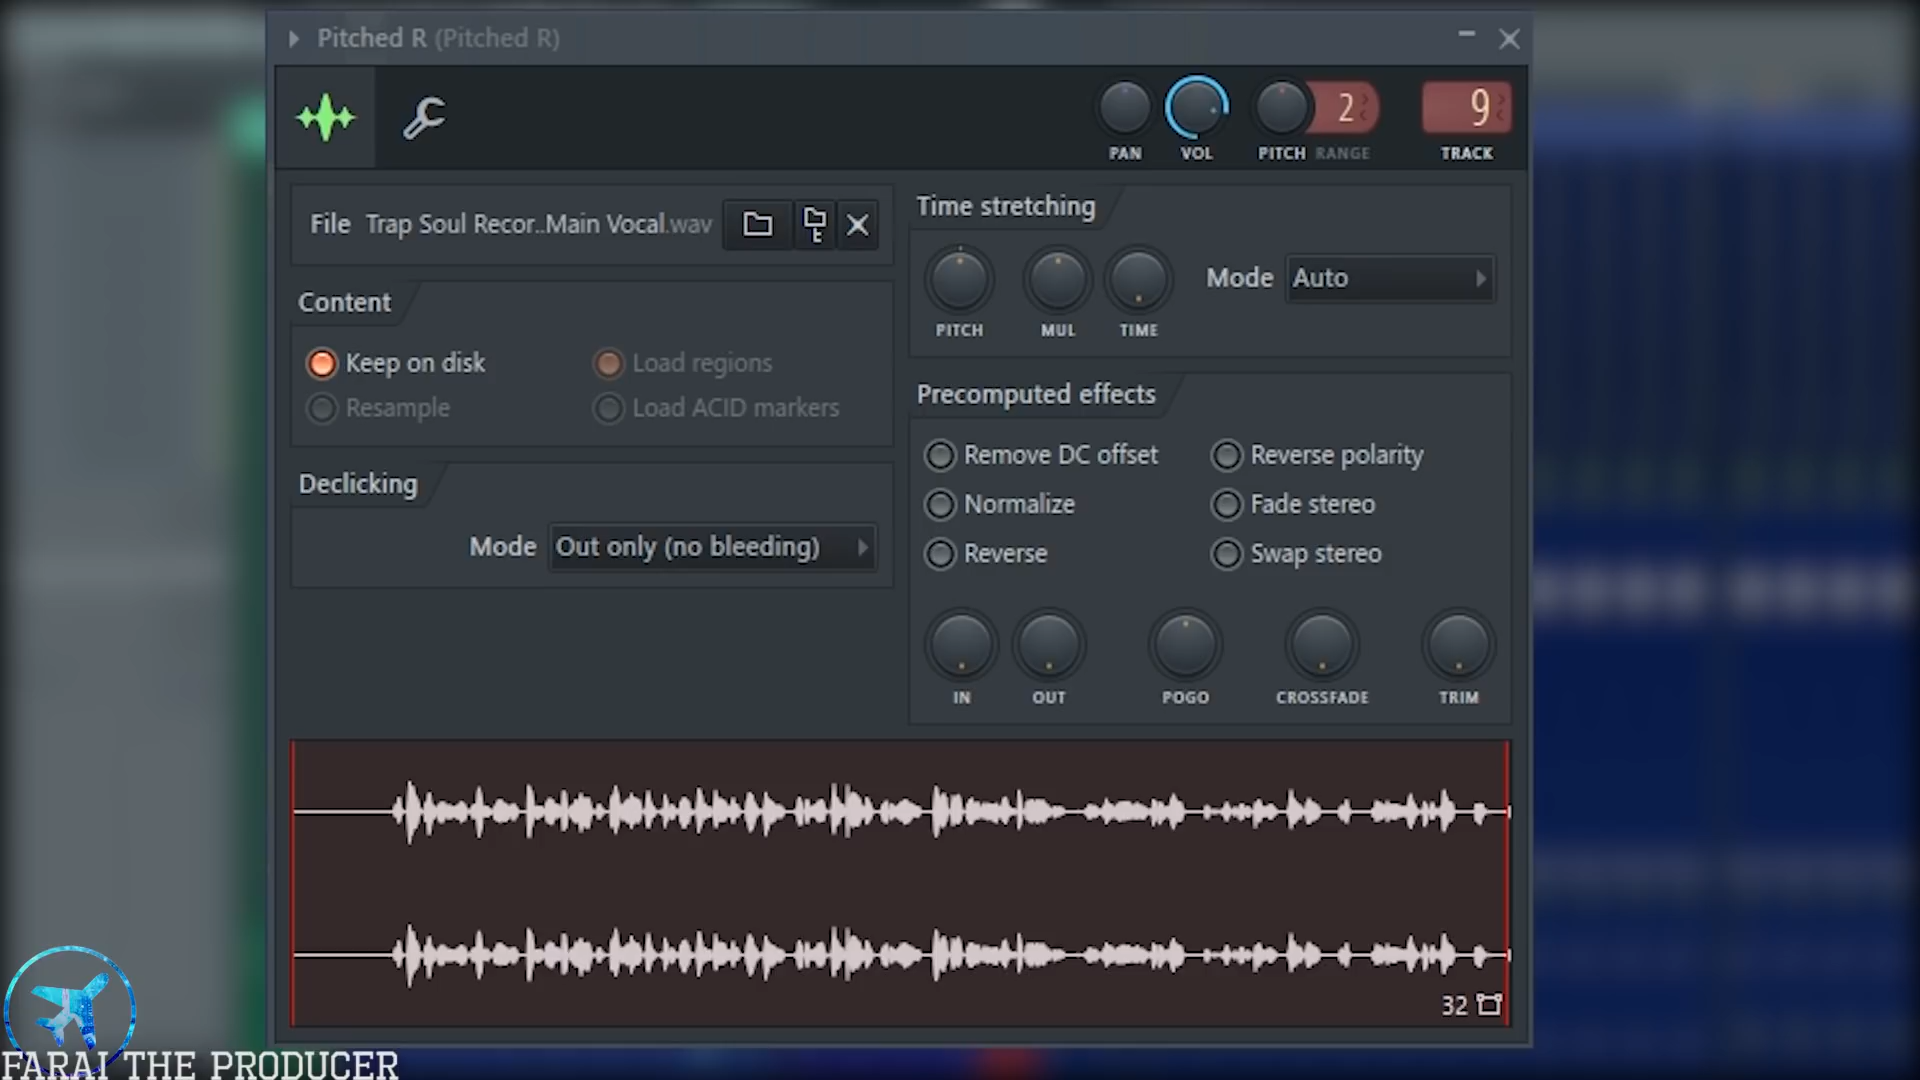 Pitched R (Pitched R)
2
9
PAN
VOL
PITCH RANGE
TRACK
File Trap Soul Recor..Main Vocal.wav
Content
Keep on disk
Load regions
Resample
Load ACID markers
Declicking
Mode Out only (no bleeding)
Time stretching
PITCH
MUL
TIME
Mode Auto
Precomputed effects
Remove DC offset
Reverse polarity
Normalize
Fade stereo
Reverse
Swap stereo
IN
OUT
POGO
CROSSFADE
TRIM
32
FARAI THE PRODUCER